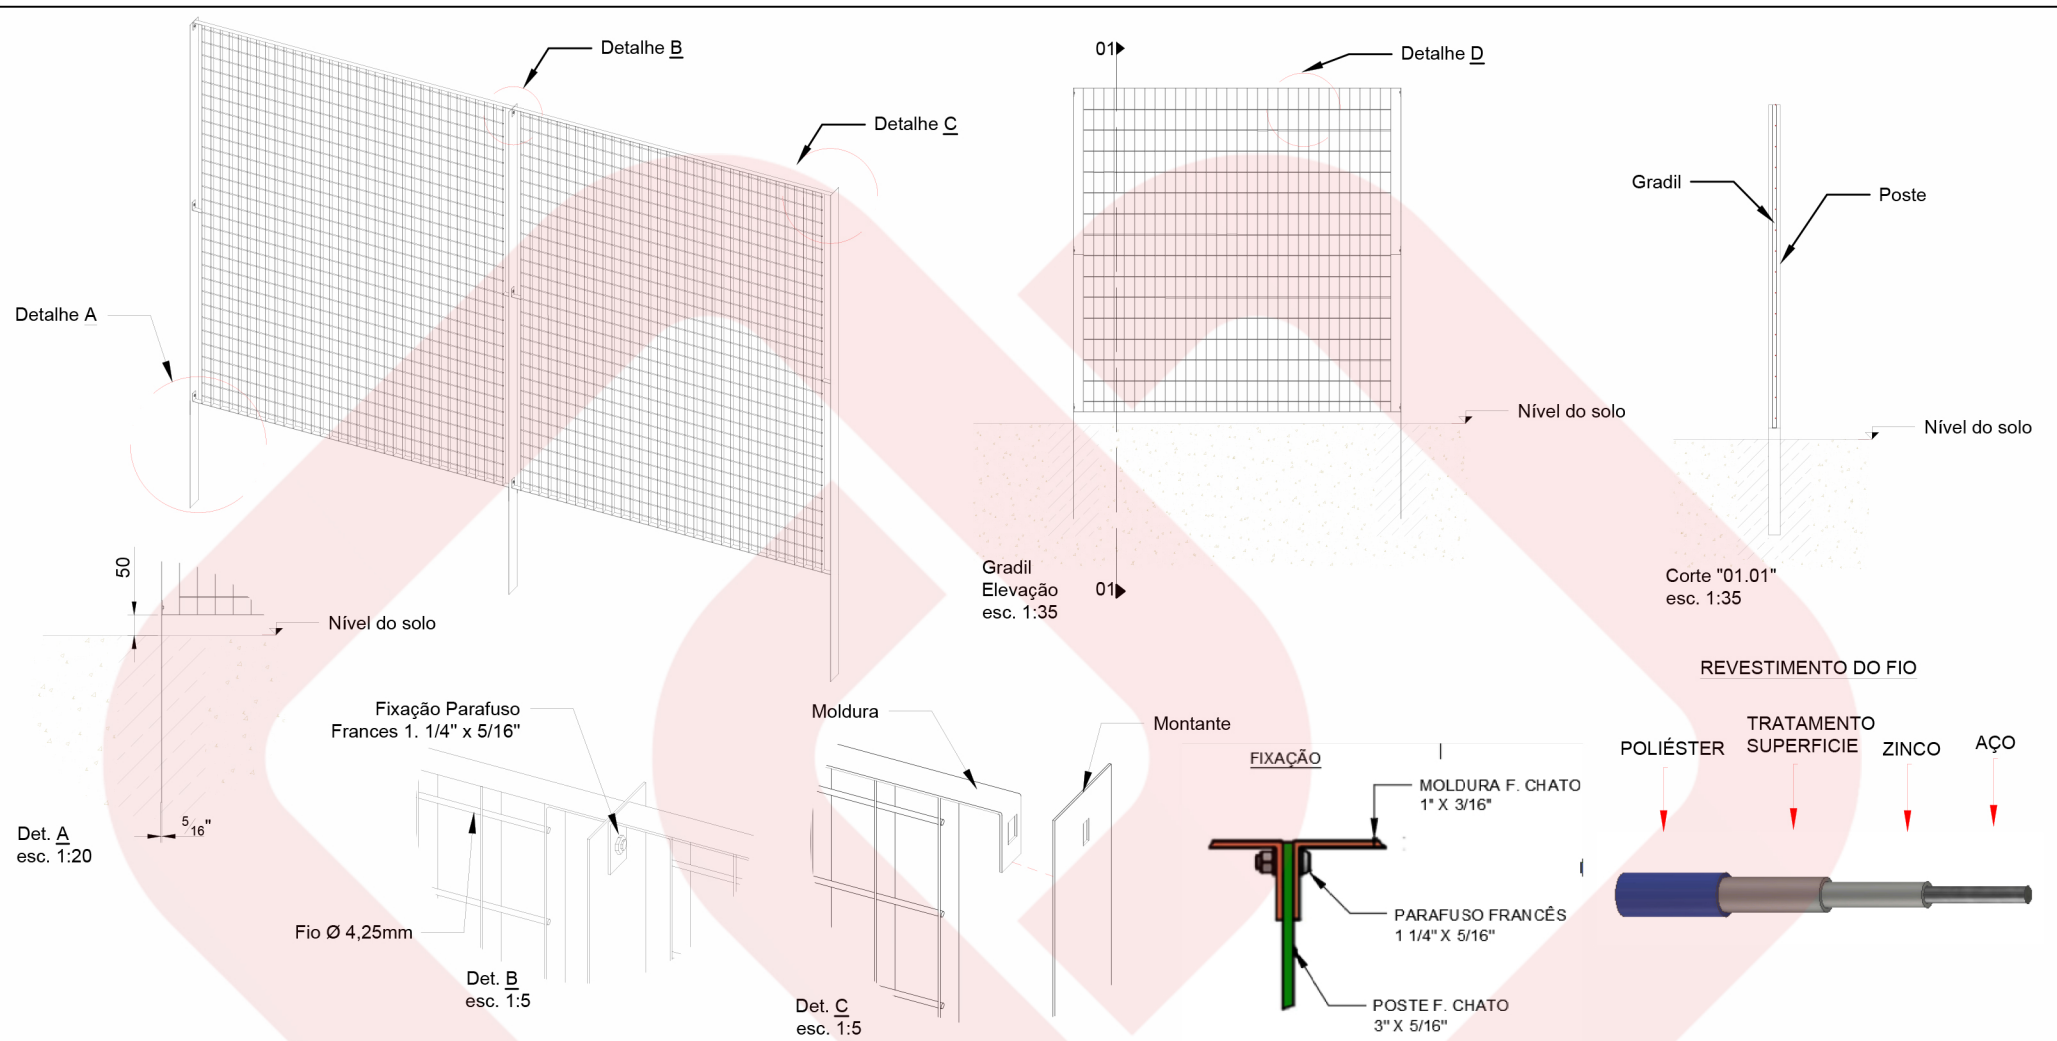 Detalhe B
Detalhe C
Detalhe A
01
Detalhe D
Gradil
Poste
Nível do solo
Nível do solo
Gradil
Elevação
esc. 1:35
01
Corte "01.01"
esc. 1:35
50
Nível do solo
5/16"
Det. A
esc. 1:20
Fixação Parafuso
Frances 1. 1/4" x 5/16"
Fio Ø 4,25mm
Det. B
esc. 1:5
Moldura
Montante
Det. C
esc. 1:5
FIXAÇÃO
MOLDURA F. CHATO
1" X 3/16"
PARAFUSO FRANCÊS
1 1/4" X 5/16"
POSTE F. CHATO
3" X 5/16"
REVESTIMENTO DO FIO
POLIÉSTER
TRATAMENTO
SUPERFICIE
ZINCO
AÇO